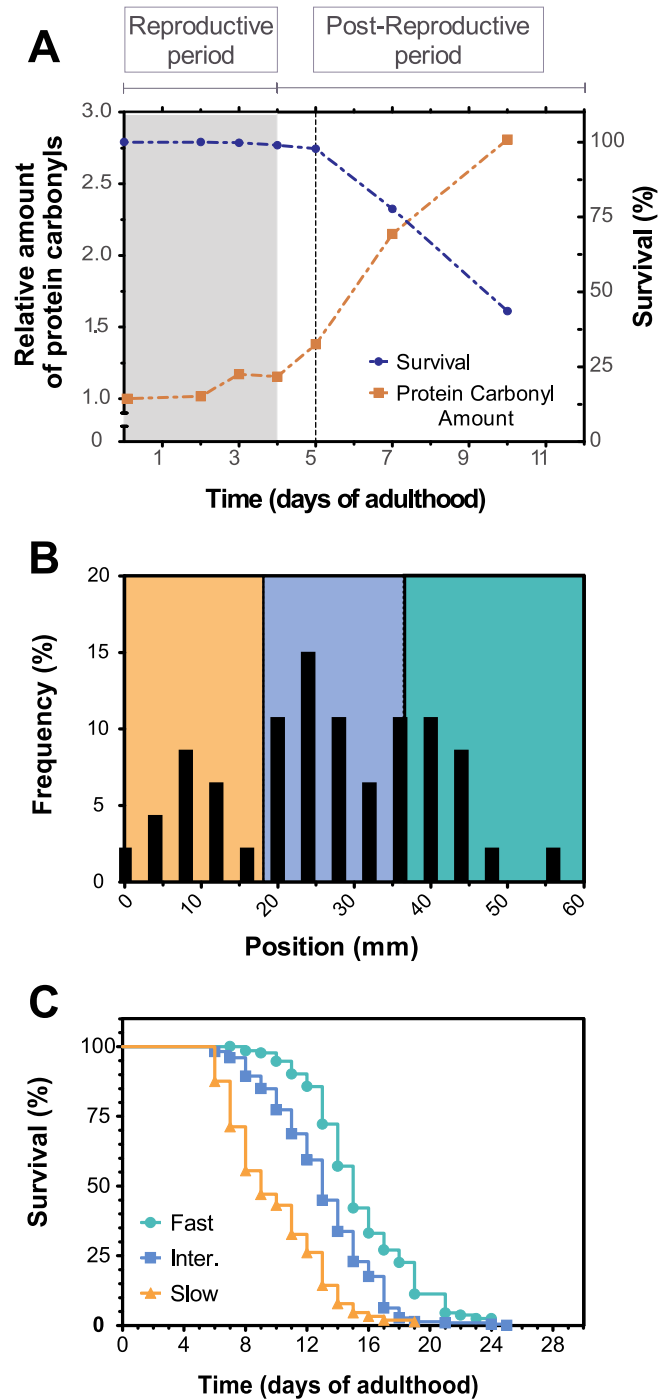 Reproductive
period
Post-Reproductive
period
A
Relative amount
of protein carbonyls
3.0
2.5
2.0
1.5
1.0
0
100
75
50
25
0
Survival (%)
Survival
Protein Carbonyl
Amount
1 3 5 7 9 11
Time (days of adulthood)
B
Frequency (%)
20
15
10
5
0
0 10 20 30 40 50 60
Position (mm)
C
Survival (%)
100
75
50
25
0
Fast
Inter.
Slow
0 4 8 12 16 20 24 28
Time (days of adulthood)